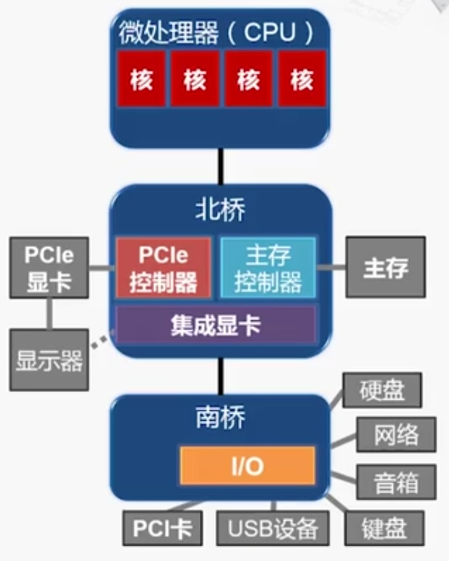 微处理器（CPU）
核 核 核 核
北桥
PCIe
显卡
PCIe
控制器
主存
控制器
主存
集成显卡
显示器
南桥
I/O
硬盘
网络
音箱
键盘
PCI卡
USB设备